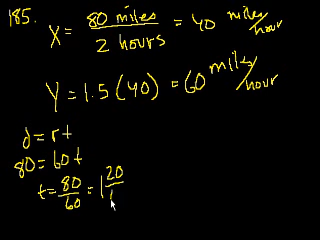 185. X = 80 miles / 2 hours = 40 miles/hour
Y = 1.5 (40) = 60 miles/hour
d = rt
80 = 60t
t = 80/60 = 1 20/